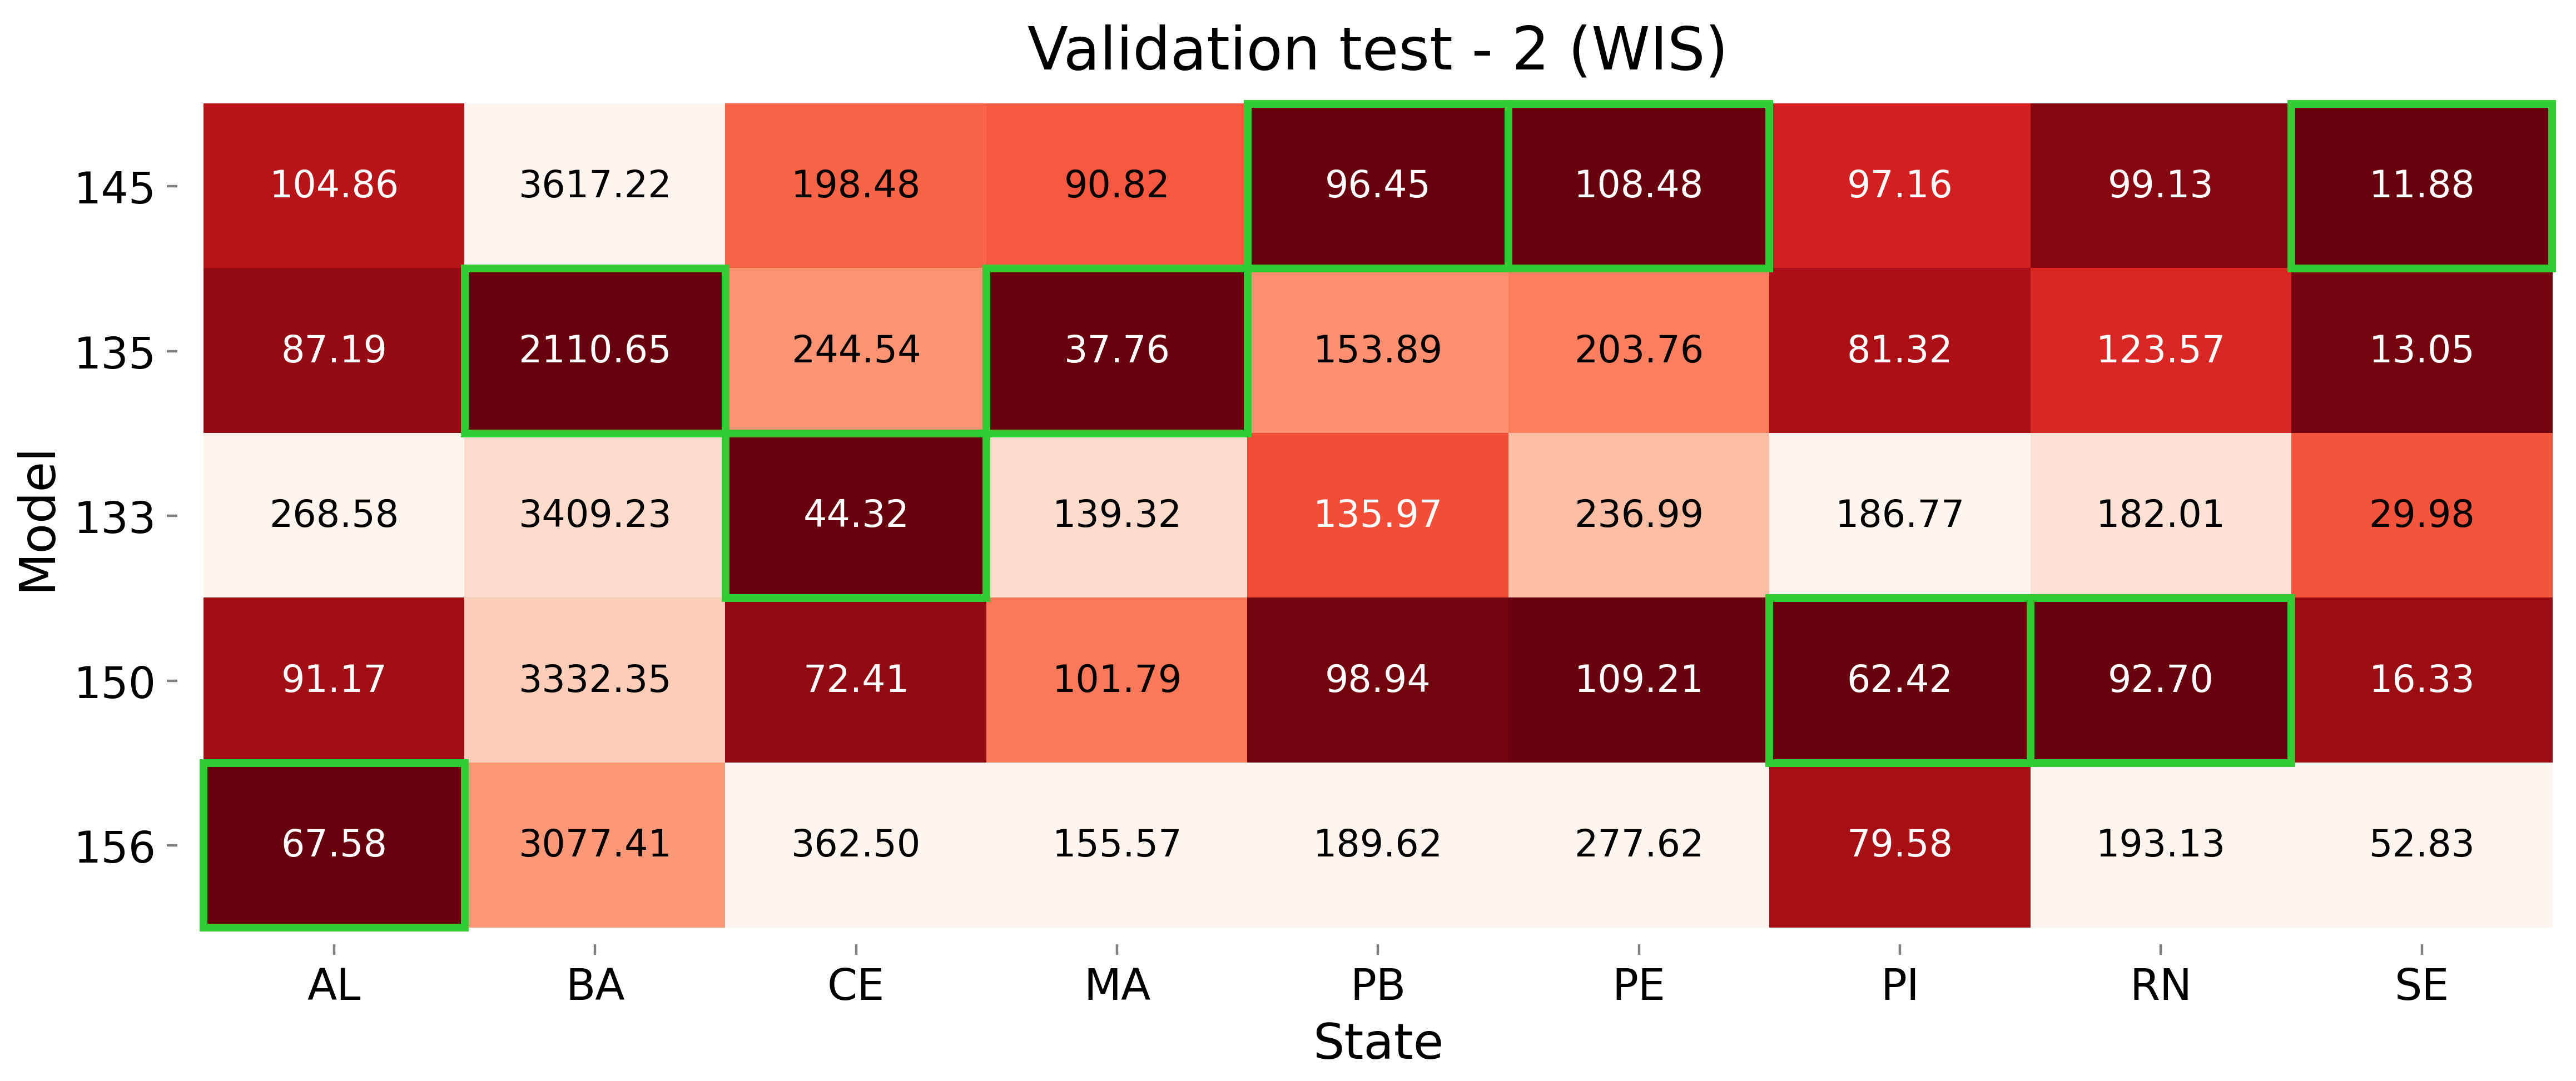 Validation test - 2 (WIS)
Model
145 104.86 3617.22 198.48 90.82 96.45 108.48 97.16 99.13 11.88
135 87.19 2110.65 244.54 37.76 153.89 203.76 81.32 123.57 13.05
133 268.58 3409.23 44.32 139.32 135.97 236.99 186.77 182.01 29.98
150 91.17 3332.35 72.41 101.79 98.94 109.21 62.42 92.70 16.33
156 67.58 3077.41 362.50 155.57 189.62 277.62 79.58 193.13 52.83
AL BA CE MA PB PE PI RN SE
State